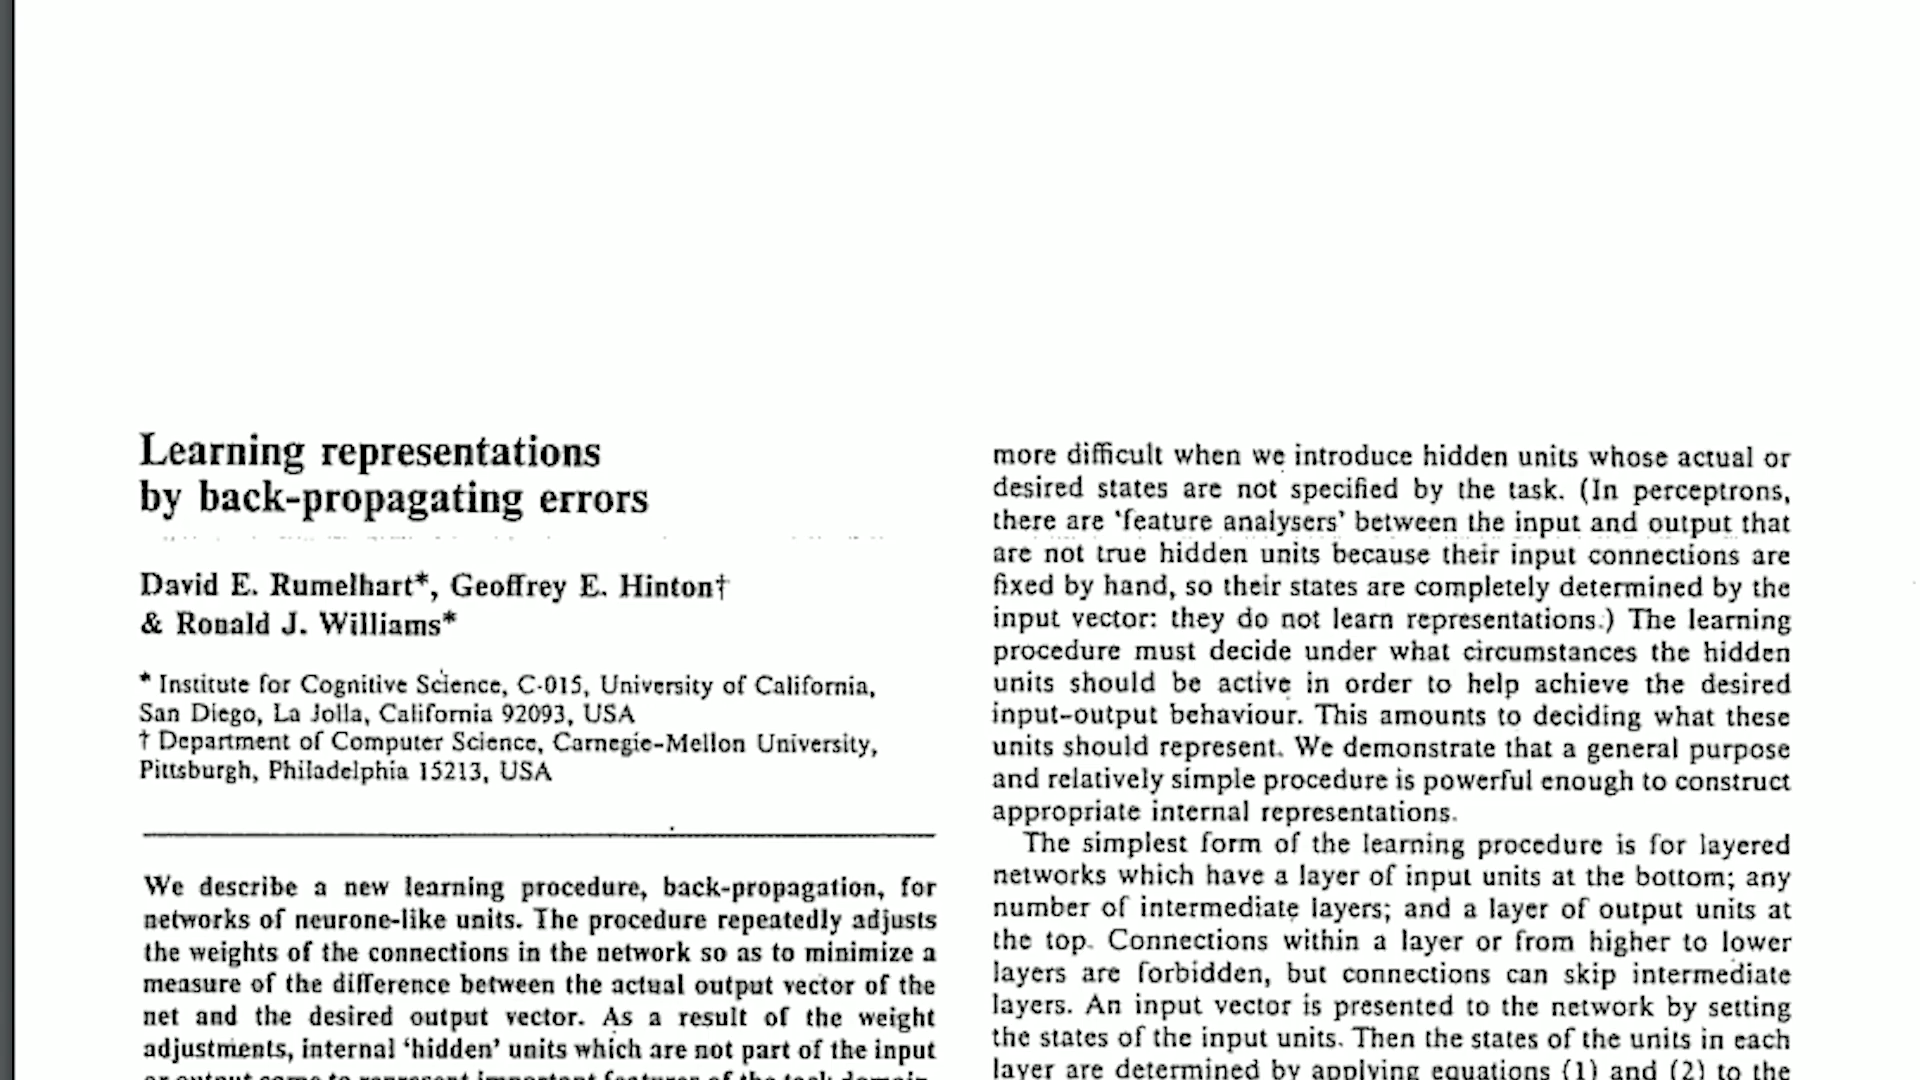 Learning representations
by back-propagating errors
David E. Rumelhart*, Geoffrey E. Hinton†
& Ronald J. Williams*
* Institute for Cognitive Science, C-015, University of California,
San Diego, La Jolla, California 92093, USA
† Department of Computer Science, Carnegie-Mellon University,
Pittsburgh, Philadelphia 15213, USA
We describe a new learning procedure, back-propagation, for
networks of neurone-like units. The procedure repeatedly adjusts
the weights of the connections in the network so as to minimize a
measure of the difference between the actual output vector of the
net and the desired output vector. As a result of the weight
adjustments, internal ‘hidden’ units which are not part of the input
or output come to represent important features of the task domain,
more difficult when we introduce hidden units whose actual or
desired states are not specified by the task. (In perceptrons,
there are ‘feature analysers’ between the input and output that
are not true hidden units because their input connections are
fixed by hand, so their states are completely determined by the
input vector: they do not learn representations.) The learning
procedure must decide under what circumstances the hidden
units should be active in order to help achieve the desired
input–output behaviour. This amounts to deciding what these
units should represent. We demonstrate that a general purpose
and relatively simple procedure is powerful enough to construct
appropriate internal representations.
The simplest form of the learning procedure is for layered
networks which have a layer of input units at the bottom; any
number of intermediate layers; and a layer of output units at
the top. Connections within a layer or from higher to lower
layers are forbidden, but connections can skip intermediate
layers. An input vector is presented to the network by setting
the states of the input units. Then the states of the units in each
layer are determined by applying equations (1) and (2) to the